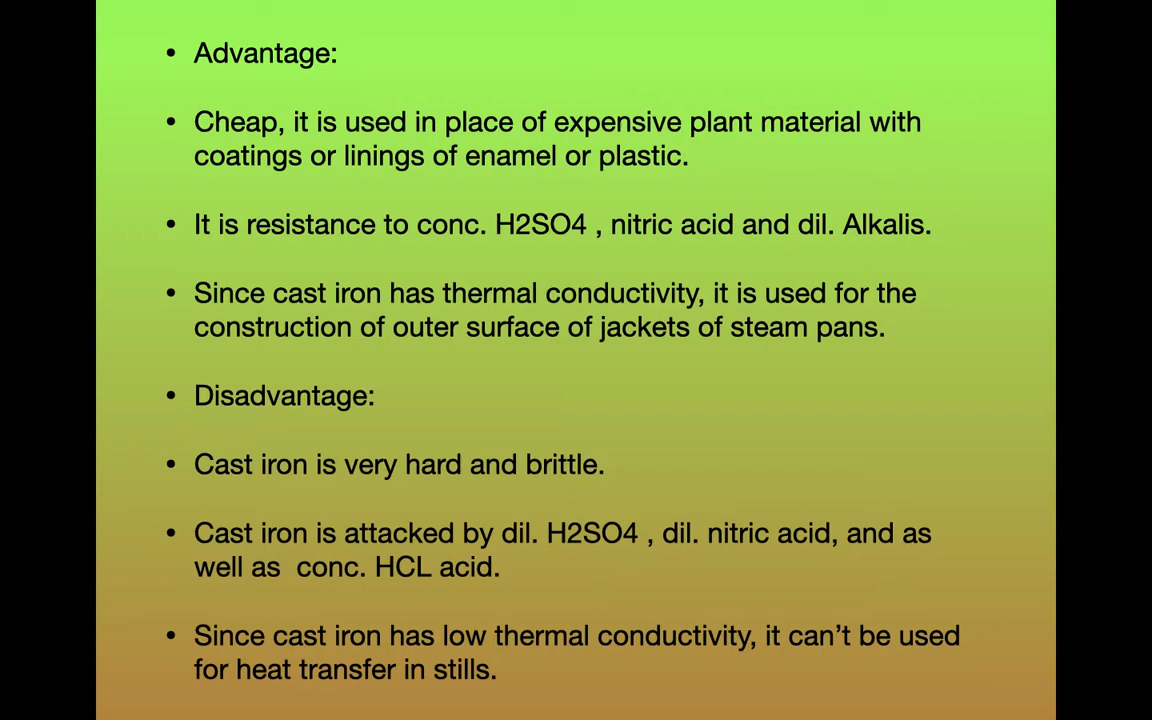 • Advantage:
• Cheap, it is used in place of expensive plant material with
coatings or linings of enamel or plastic.
• It is resistance to conc. H2SO4 , nitric acid and dil. Alkalis.
• Since cast iron has thermal conductivity, it is used for the
construction of outer surface of jackets of steam pans.
• Disadvantage:
• Cast iron is very hard and brittle.
• Cast iron is attacked by dil. H2SO4 , dil. nitric acid, and as
well as  conc. HCL acid.
• Since cast iron has low thermal conductivity, it can’t be used
for heat transfer in stills.